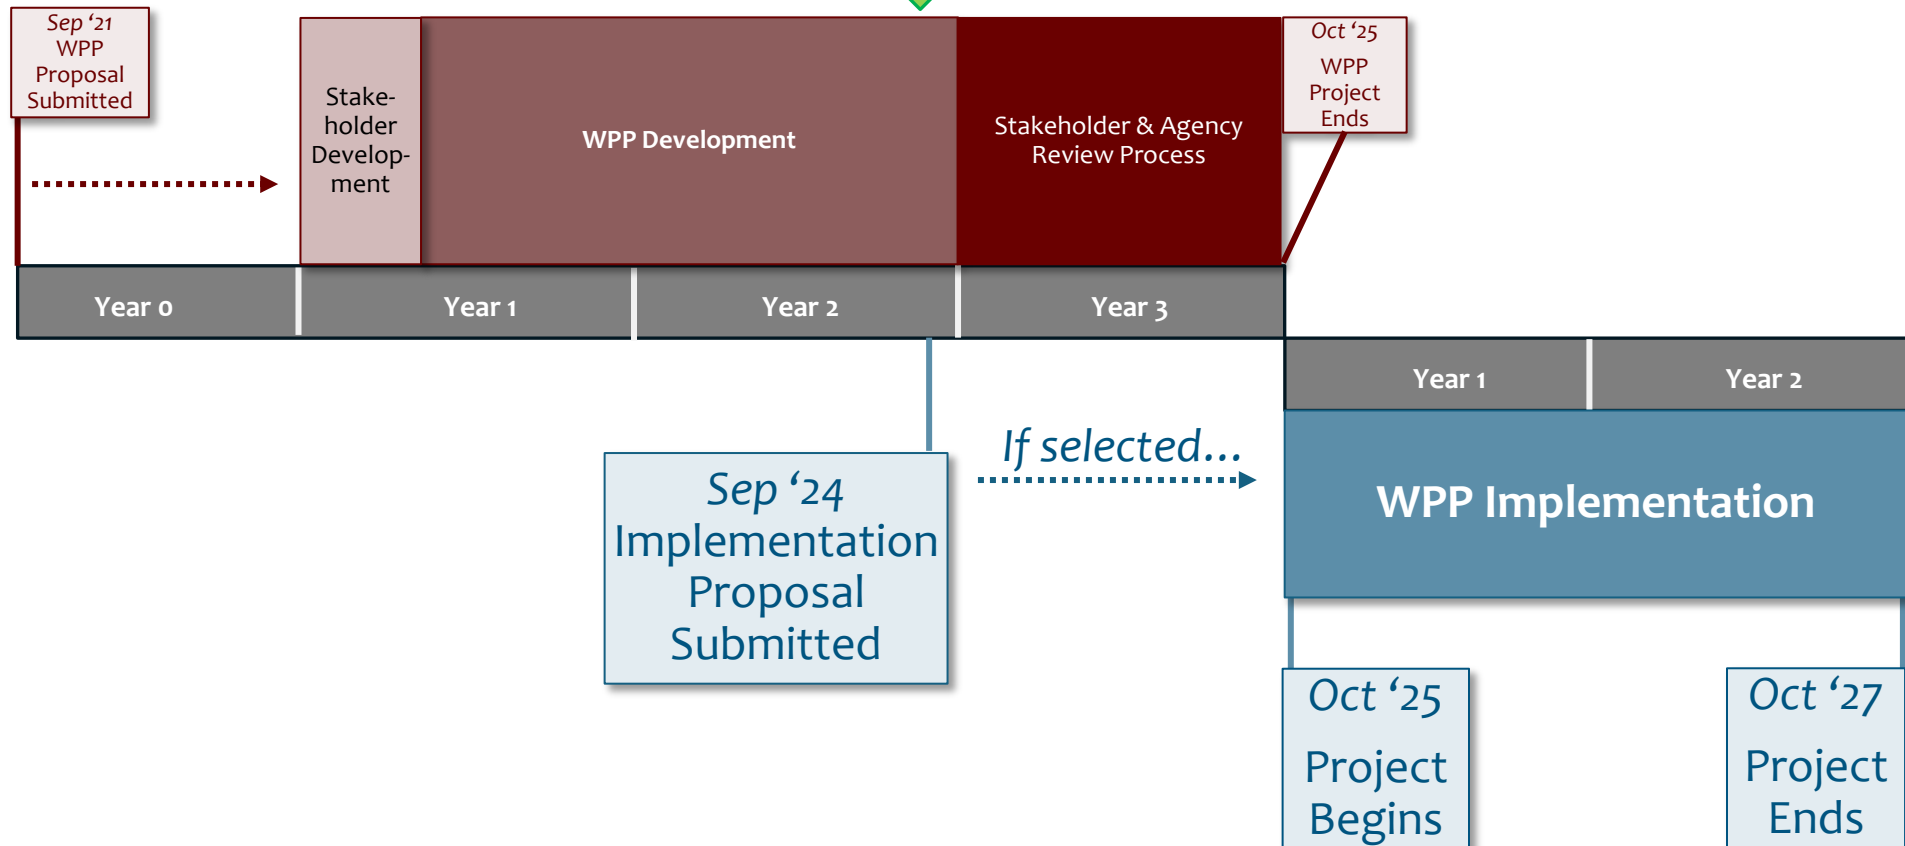 Sep ‘21
WPP
Proposal
Submitted
Stake-
holder
Develop-
ment
WPP Development
Stakeholder & Agency
Review Process
Oct ‘25
WPP
Project
Ends
Year 0
Year 1
Year 2
Year 3
Year 1
Year 2
Sep ‘24
Implementation
Proposal
Submitted
If selected...
WPP Implementation
Oct ‘25
Project
Begins
Oct ‘27
Project
Ends